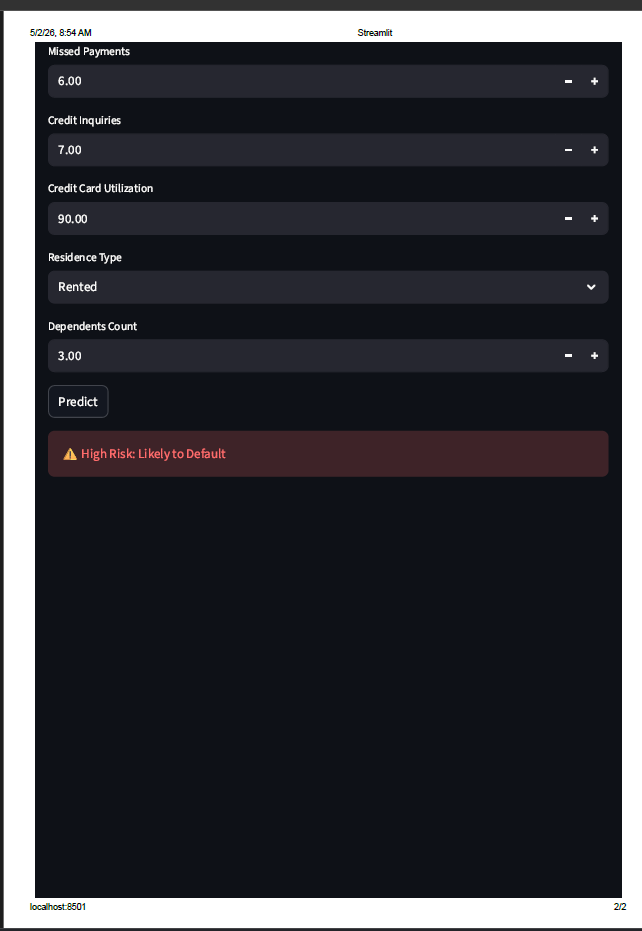 5/2/26, 8:54 AM Streamlit
Missed Payments
6.00
Credit Inquiries
7.00
Credit Card Utilization
90.00
Residence Type
Rented
Dependents Count
3.00
Predict
⚠️ High Risk: Likely to Default
localhost:8501 2/2